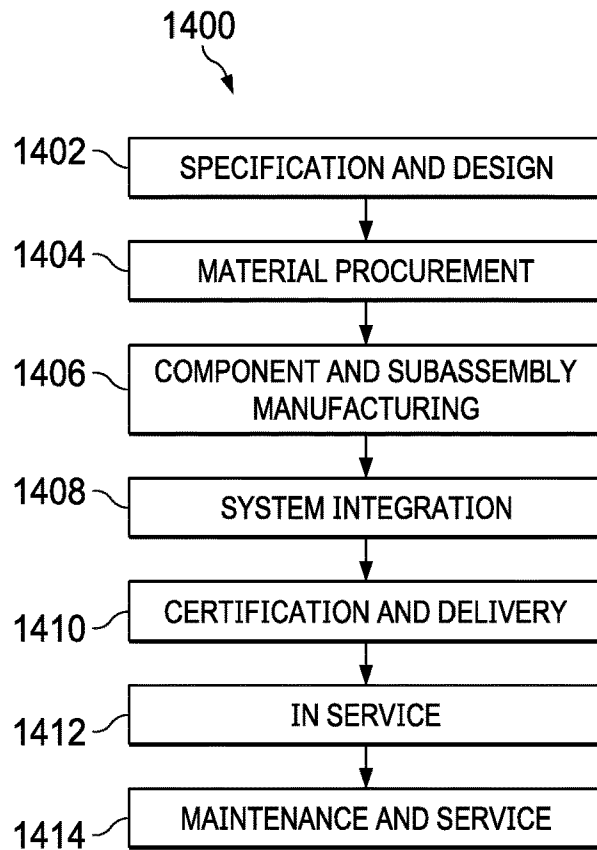 1400
1402
SPECIFICATION AND DESIGN
1404
MATERIAL PROCUREMENT
1406
COMPONENT AND SUBASSEMBLY
MANUFACTURING
1408
SYSTEM INTEGRATION
1410
CERTIFICATION AND DELIVERY
1412
IN SERVICE
1414
MAINTENANCE AND SERVICE